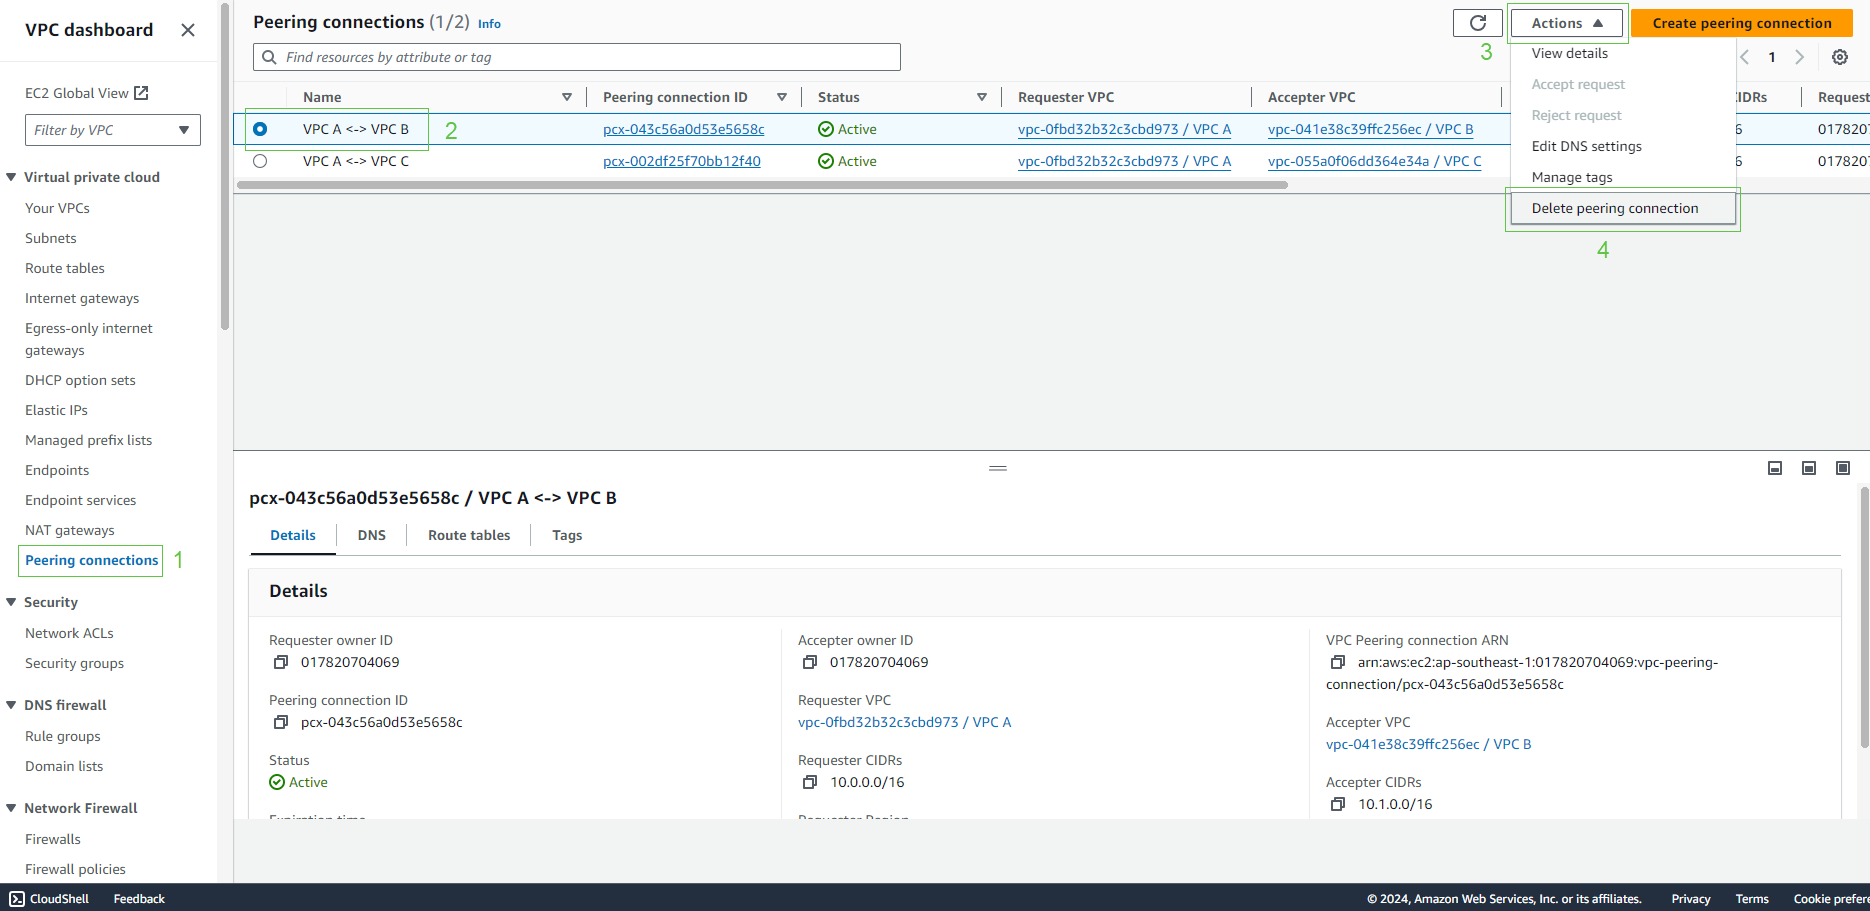 VPC dashboard
EC2 Global View
Filter by VPC
Virtual private cloud
Your VPCs
Subnets
Route tables
Internet gateways
Egress-only internet
gateways
DHCP option sets
Elastic IPs
Managed prefix lists
Endpoints
Endpoint services
NAT gateways
Peering connections 1
Security
Network ACLs
Security groups
DNS firewall
Rule groups
Domain lists
Network Firewall
Firewalls
Firewall policies
Peering connections (1/2) Info
Actions
Create peering connection
Find resources by attribute or tag
3
1
View details
Accept request
Reject request
Edit DNS settings
Manage tags
Delete peering connection
4
Name Peering connection ID Status Requester VPC Accepter VPC CIDRs Request
VPC A <-> VPC B 2 pcx-043c56a0d53e5658c Active vpc-0fbd32b32c3cbd973 / VPC A vpc-041e38c39ffc256ec / VPC B 6 017820
VPC A <-> VPC C pcx-002df25f70bb12f40 Active vpc-0fbd32b32c3cbd973 / VPC A vpc-055a0f06dd364e34a / VPC C 6 017820
pcx-043c56a0d53e5658c / VPC A <-> VPC B
Details DNS Route tables Tags
Details
Requester owner ID
017820704069
Peering connection ID
pcx-043c56a0d53e5658c
Status
Active
Expiration time
Accepter owner ID
017820704069
Requester VPC
vpc-0fbd32b32c3cbd973 / VPC A
Requester CIDRs
10.0.0.0/16
Requester Region
VPC Peering connection ARN
arn:aws:ec2:ap-southeast-1:017820704069:vpc-peering-
connection/pcx-043c56a0d53e5658c
Accepter VPC
vpc-041e38c39ffc256ec / VPC B
Accepter CIDRs
10.1.0.0/16
CloudShell Feedback © 2024, Amazon Web Services, Inc. or its affiliates. Privacy Terms Cookie prefer